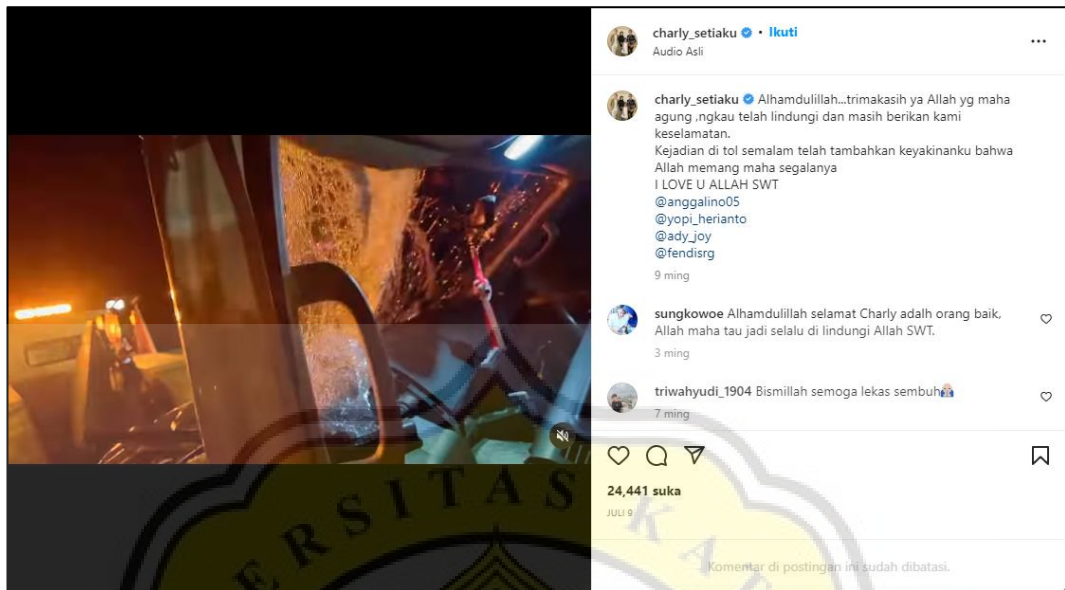 charly_setiaku • Ikuti
Audio Asli
charly_setiaku Alhamdulillah...trimakasih ya Allah yg maha
agung ,ngkau telah lindungi dan masih berikan kami
keselamatan.
Kejadian di tol semalam telah tambahkan keyakinanku bahwa
Allah memang maha segalanya
I LOVE U ALLAH SWT
@anggalino05
@yopi_herianto
@ady_joy
@fendisrg
9 ming
sungkowoe Alhamdulillah selamat Charly adalh orang baik,
Allah maha tau jadi selalu di lindungi Allah SWT.
3 ming
triwahyudi_1904 Bismillah semoga lekas sembuh
7 ming
24,441 suka
JULI 9
Komentar di postingan ini sudah dibatasi.
ERSITAS KAT